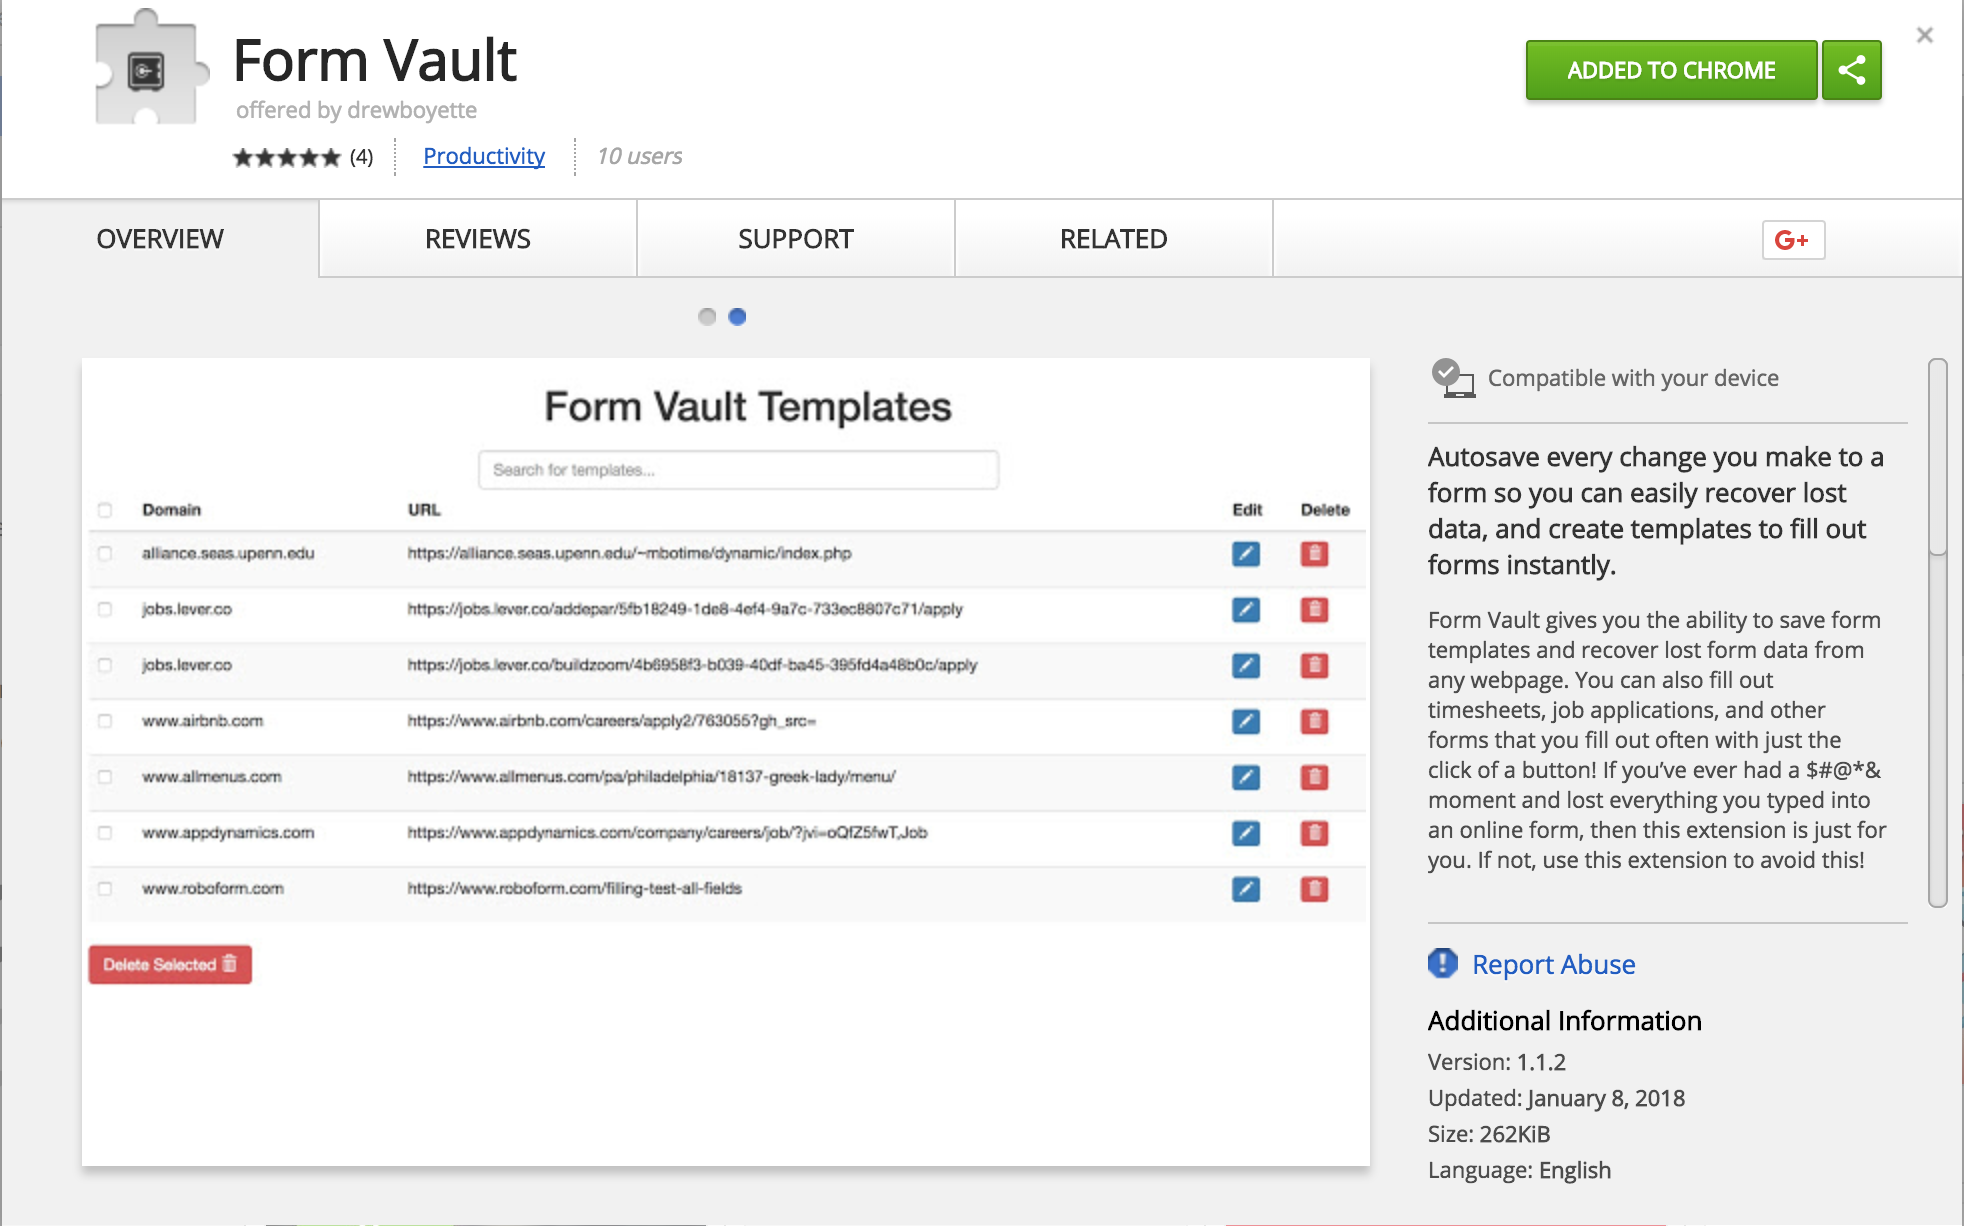 Form Vault
offered by drewboyette
(4)
Productivity
10 users
ADDED TO CHROME
OVERVIEW
REVIEWS
SUPPORT
RELATED
G+
Form Vault Templates
Search for templates...
Domain URL Edit Delete
alliance.seas.upenn.edu https://alliance.seas.upenn.edu/~mbotime/dynamic/index.php
jobs.lever.co https://jobs.lever.co/addepar/5fb18249-1de8-4ef4-9a7c-733ec8807c71/apply
jobs.lever.co https://jobs.lever.co/buildzoom/4b6958f3-b039-40df-ba45-395fd4a48b0c/apply
www.airbnb.com https://www.airbnb.com/careers/apply2/763055?gh_src=
www.allmenus.com https://www.allmenus.com/pa/philadelphia/18137-greek-lady/menu/
www.appdynamics.com https://www.appdynamics.com/company/careers/job/?jvi=oQfZ5fwT,Job
www.roboform.com https://www.roboform.com/filling-test-all-fields
Delete Selected
Compatible with your device
Autosave every change you make to a
form so you can easily recover lost
data, and create templates to fill out
forms instantly.
Form Vault gives you the ability to save form
templates and recover lost form data from
any webpage. You can also fill out
timesheets, job applications, and other
forms that you fill out often with just the
click of a button! If you’ve ever had a $#@*&
moment and lost everything you typed into
an online form, then this extension is just for
you. If not, use this extension to avoid this!
Report Abuse
Additional Information
Version: 1.1.2
Updated: January 8, 2018
Size: 262KiB
Language: English